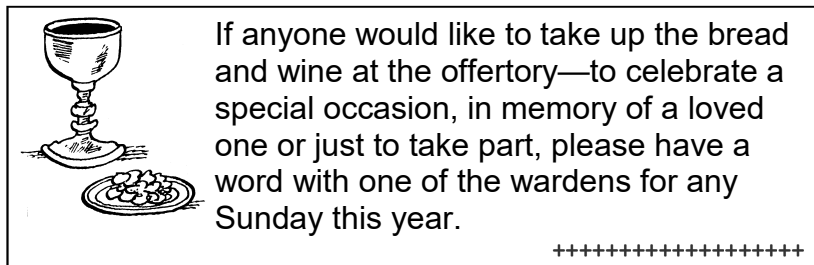 If anyone would like to take up the bread
and wine at the offertory—to celebrate a
special occasion, in memory of a loved
one or just to take part, please have a
word with one of the wardens for any
Sunday this year.
+++++++++++++++++++